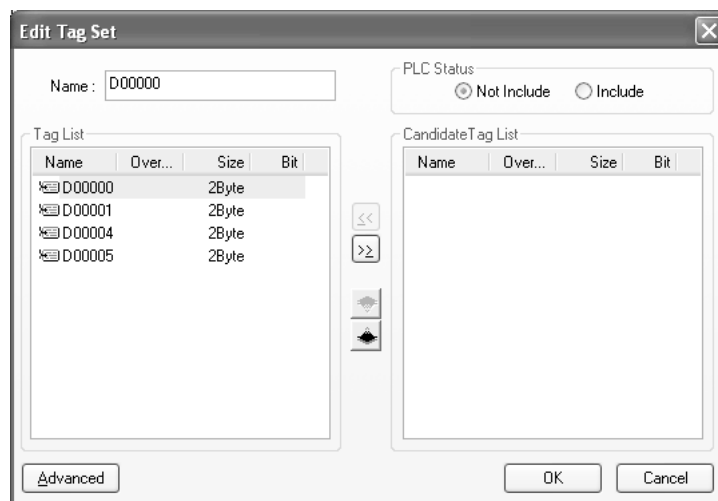 Edit Tag Set
Name : D00000
PLC Status
Not Include Include
Tag List
Name Over... Size Bit
D00000 2Byte
D00001 2Byte
D00004 2Byte
D00005 2Byte
<<
>>
CandidateTag List
Name Over... Size Bit
Advanced
OK Cancel